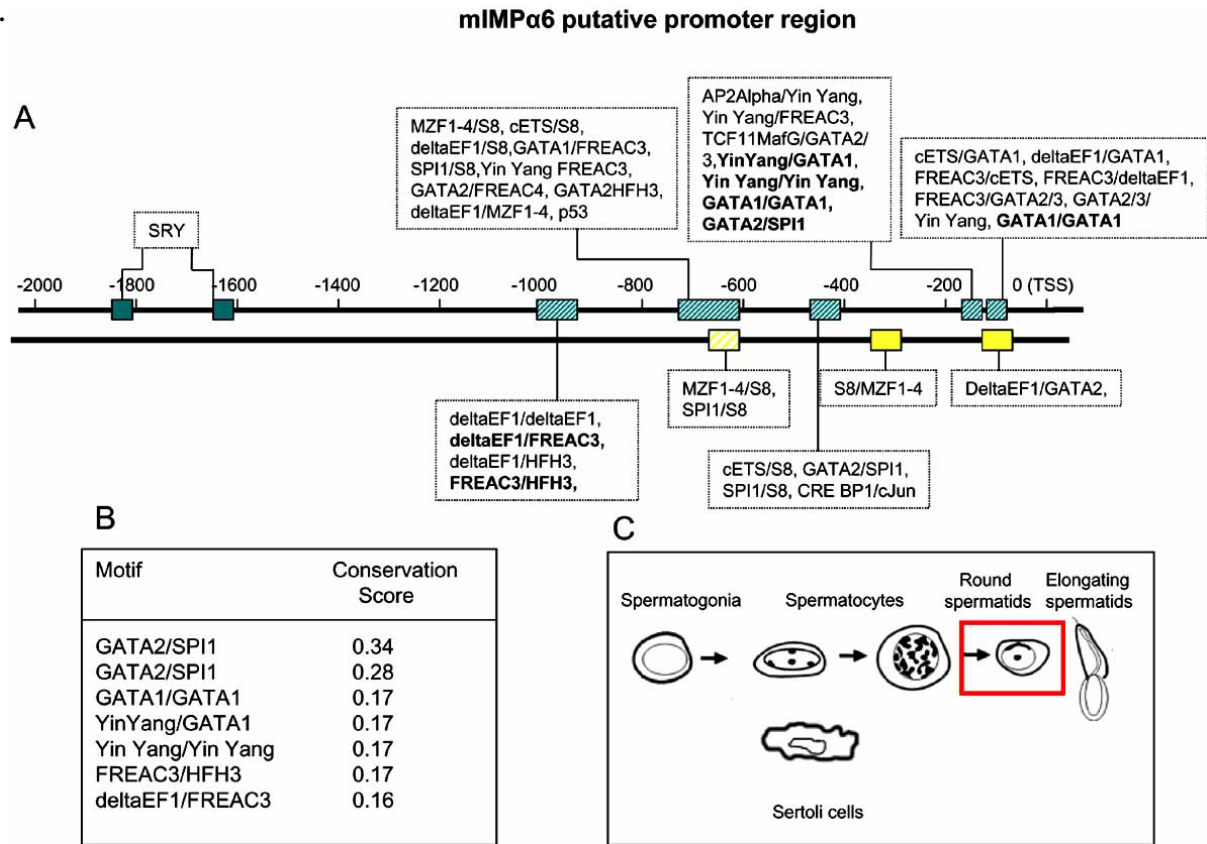 mIMPα6 putative promoter region
A
MZF1-4/S8, cETS/S8,
deltaEF1/S8,GATA1/FREAC3,
SPI1/S8,Yin Yang FREAC3,
GATA2/FREAC4, GATA2HFH3,
deltaEF1/MZF1-4, p53
AP2Alpha/Yin Yang,
Yin Yang/FREAC3,
TCF11MafG/GATA2/
3,YinYang/GATA1,
Yin Yang/Yin Yang,
GATA1/GATA1,
GATA2/SPI1
cETS/GATA1, deltaEF1/GATA1,
FREAC3/cETS, FREAC3/deltaEF1,
FREAC3/GATA2/3, GATA2/3/
Yin Yang, GATA1/GATA1
SRY
-2000 -1800 -1600 -1400 -1200 -1000 -800 -600 -400 -200 0 (TSS)
MZF1-4/S8,
SPI1/S8
S8/MZF1-4
DeltaEF1/GATA2,
deltaEF1/deltaEF1,
deltaEF1/FREAC3,
deltaEF1/HFH3,
FREAC3/HFH3,
cETS/S8, GATA2/SPI1,
SPI1/S8, CRE BP1/cJun
B
Motif Conservation
Score
GATA2/SPI1 0.34
GATA2/SPI1 0.28
GATA1/GATA1 0.17
YinYang/GATA1 0.17
Yin Yang/Yin Yang 0.17
FREAC3/HFH3 0.17
deltaEF1/FREAC3 0.16
C
Spermatogonia
Spermatocytes
Round
spermatids
Elongating
spermatids
Sertoli cells